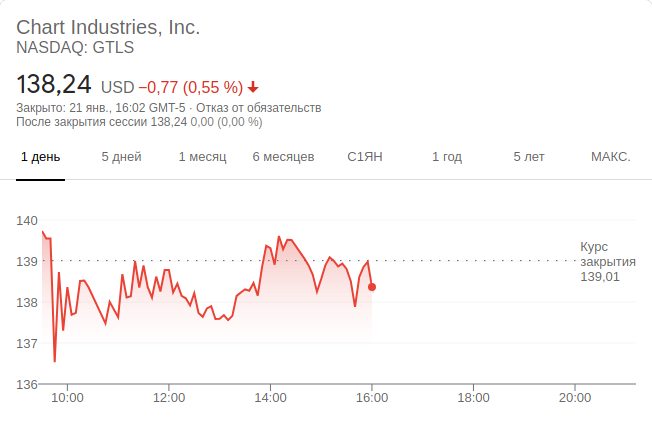 Chart Industries, Inc.
NASDAQ: GTLS
138,24 USD −0,77 (0,55 %)
Закрыто: 21 янв., 16:02 GMT-5 · Отказ от обязательств
После закрытия сессии 138,24 0,00 (0,00 %)
1 день 5 дней 1 месяц 6 месяцев С1ЯН 1 год 5 лет МАКС.
140
139
138
137
136
Курс
закрытия
139,01
10:00 12:00 14:00 16:00 18:00 20:00